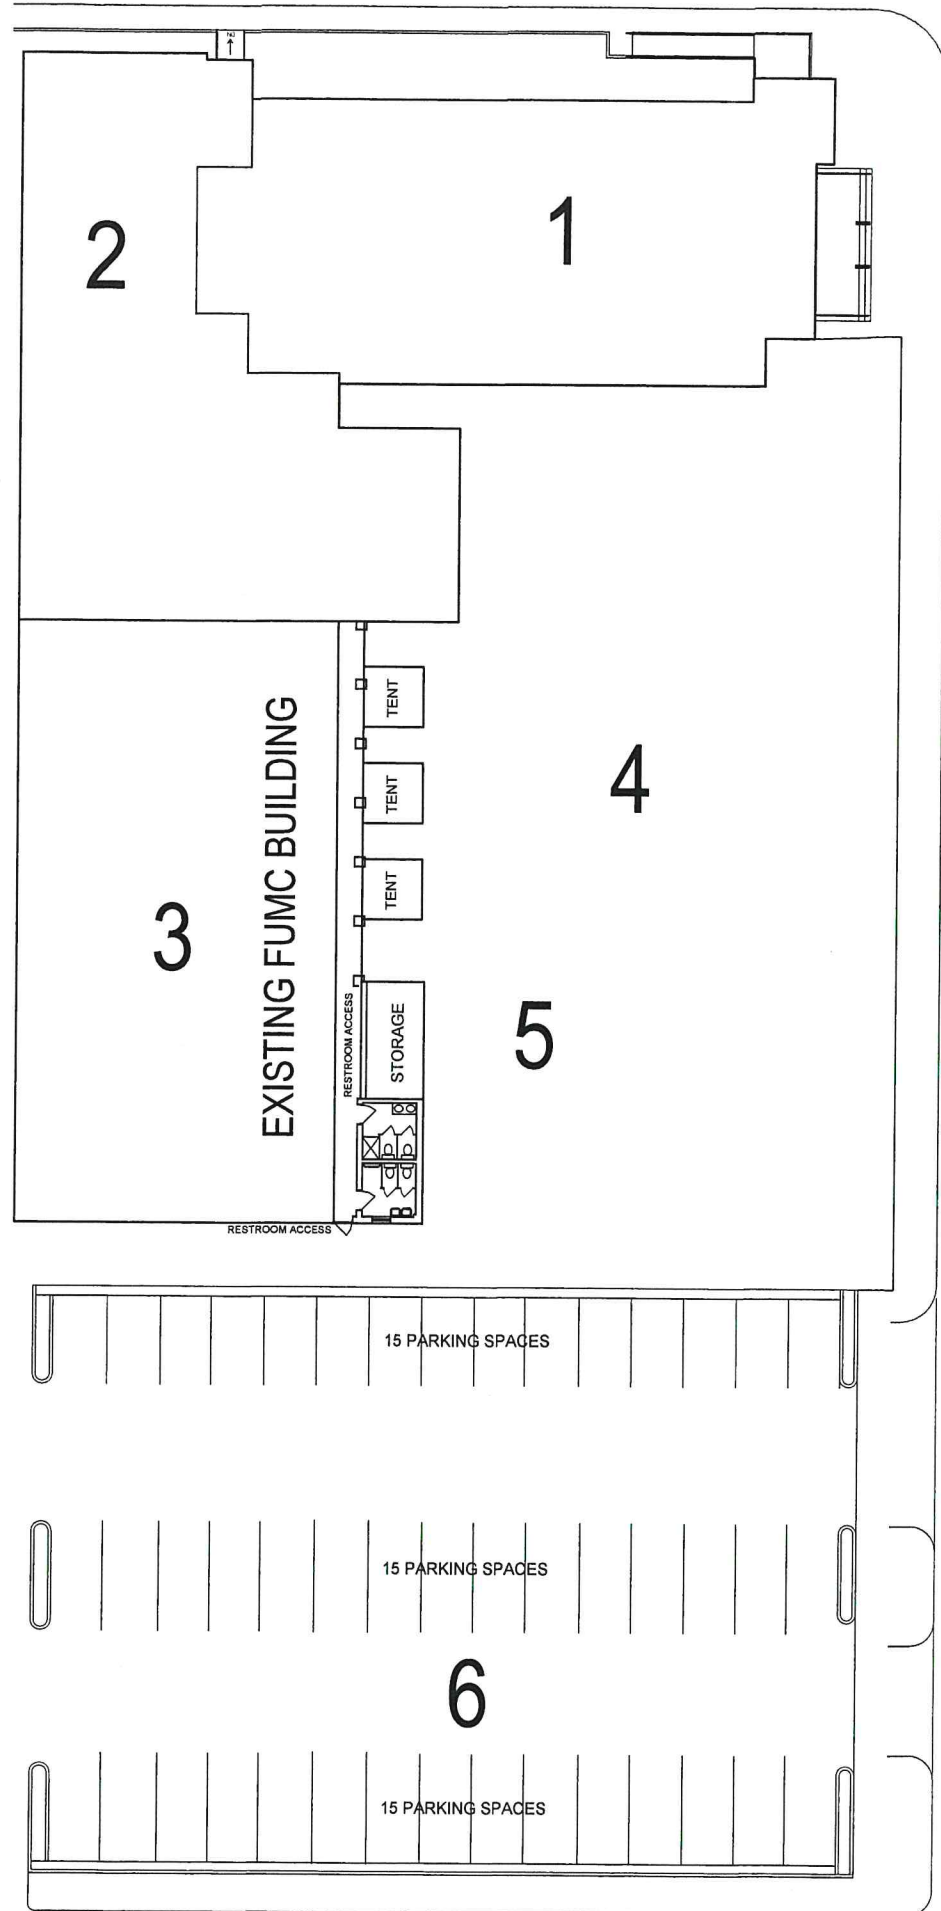 DN
2
1
EXISTING FUMC BUILDING
TENT
TENT
4
TENT
3
RESTROOM ACCESS
STORAGE
5
RESTROOM ACCESS
15 PARKING SPACES
15 PARKING SPACES
6
15 PARKING SPACES